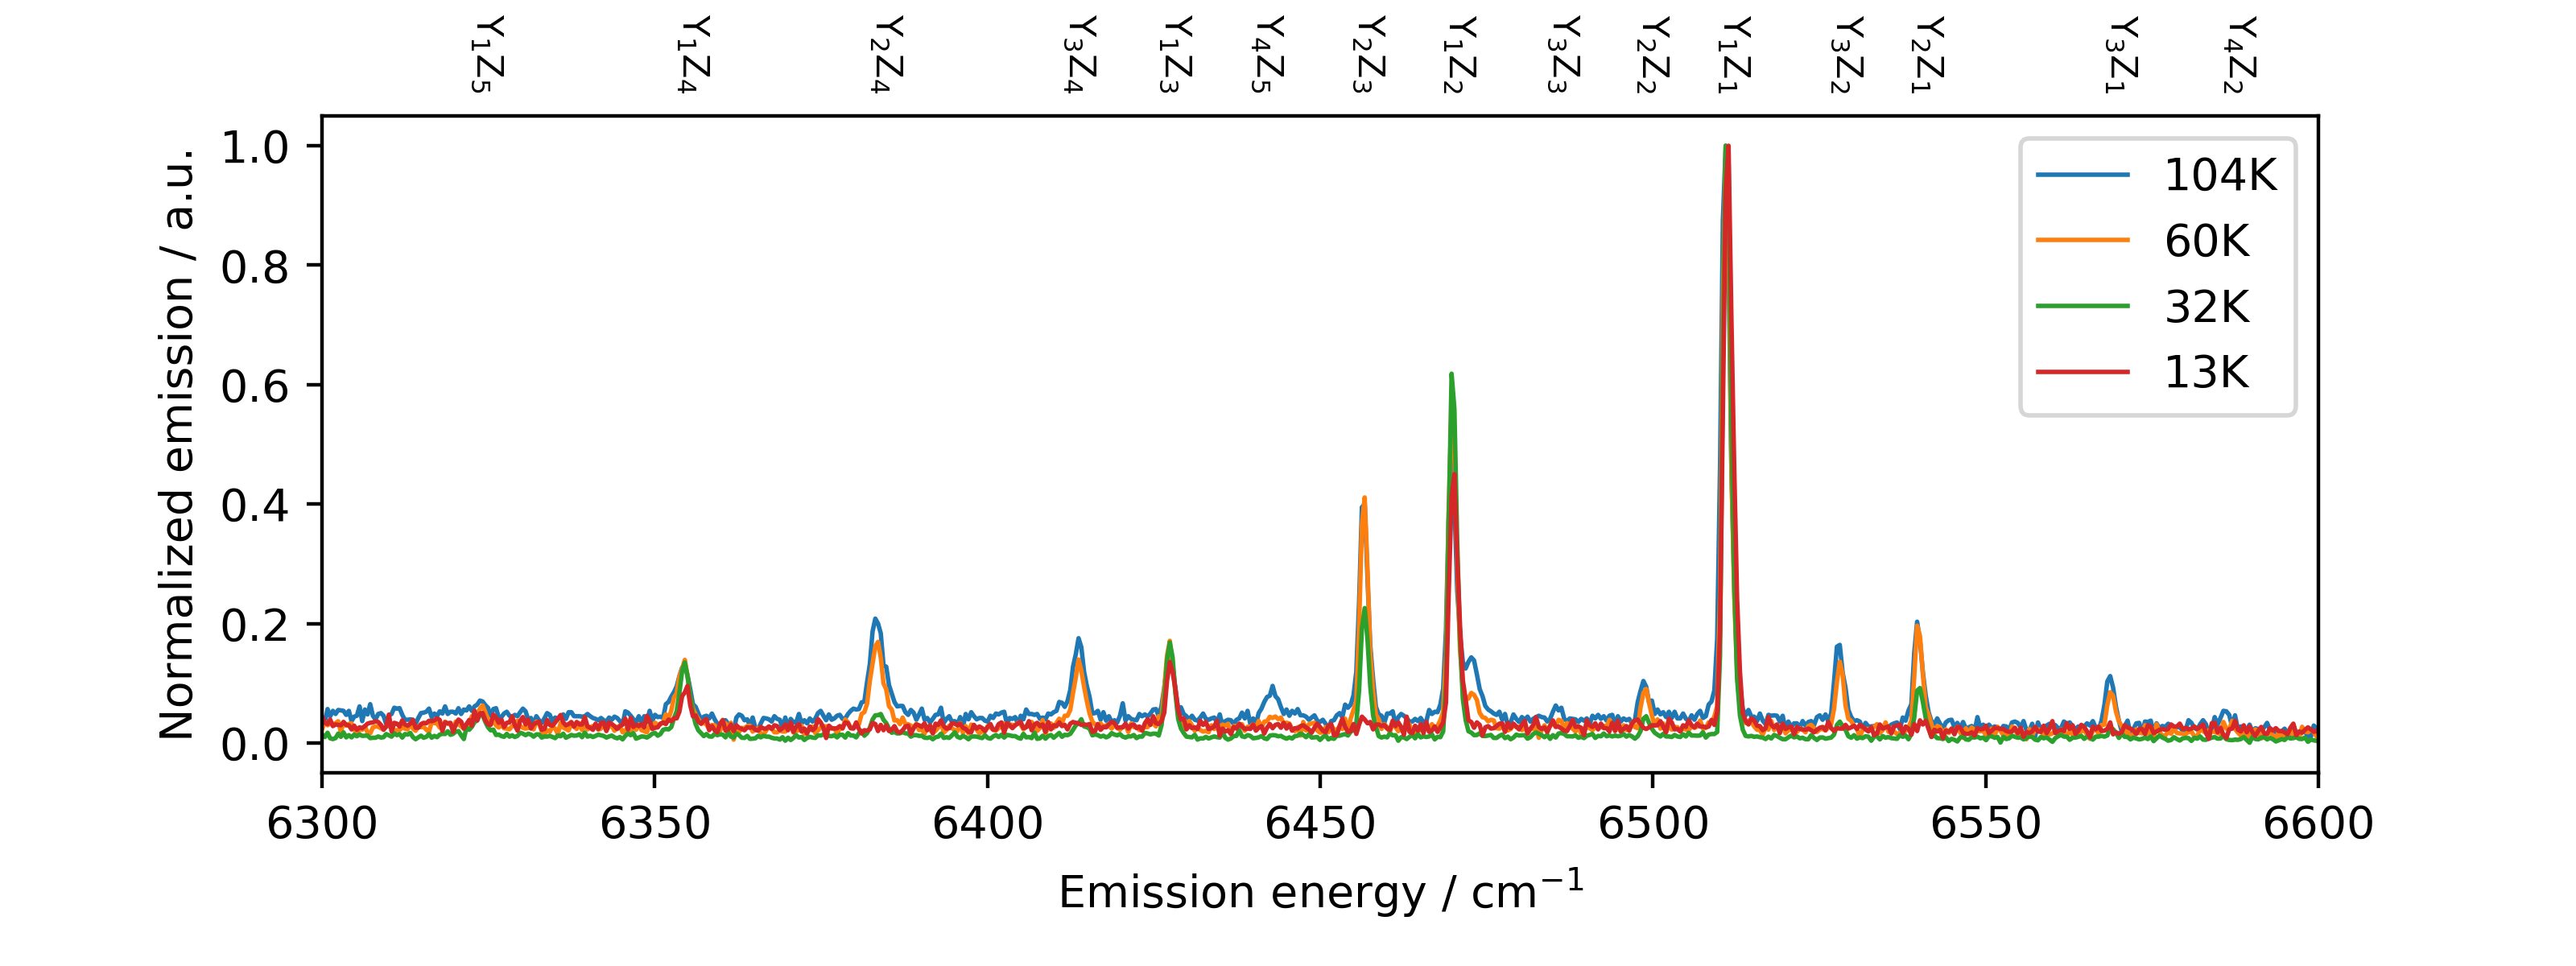 Y₁Z₅ Y₁Z₄ Y₂Z₄ Y₃Z₄ Y₁Z₃ Y₄Z₅ Y₂Z₃ Y₁Z₂ Y₃Z₃ Y₂Z₂ Y₁Z₁ Y₃Z₂ Y₂Z₁ Y₃Z₁ Y₄Z₂
Normalized emission / a.u.
1.0
0.8
0.6
0.4
0.2
0.0
104K
60K
32K
13K
6300 6350 6400 6450 6500 6550 6600
Emission energy / cm⁻¹